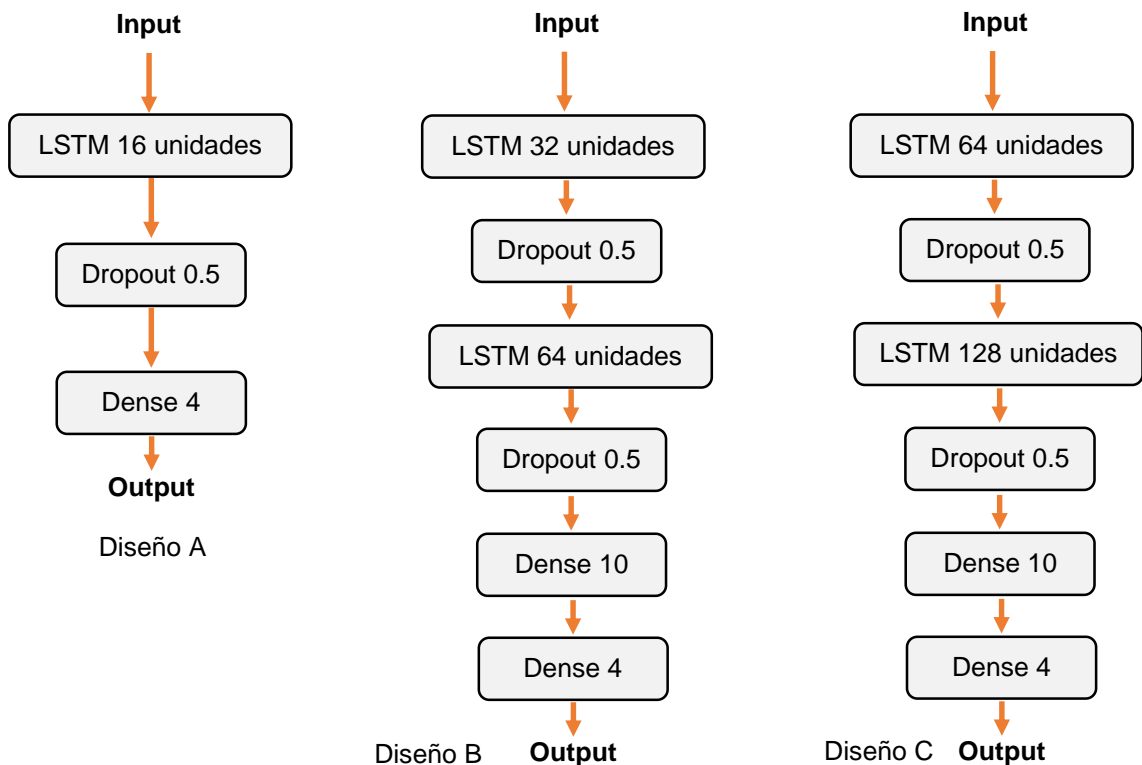 Input
LSTM 16 unidades
Dropout 0.5
Dense 4
Output
Diseño A
Input
LSTM 32 unidades
Dropout 0.5
LSTM 64 unidades
Dropout 0.5
Dense 10
Dense 4
Diseño B
Output
Input
LSTM 64 unidades
Dropout 0.5
LSTM 128 unidades
Dropout 0.5
Dense 10
Dense 4
Diseño C
Output